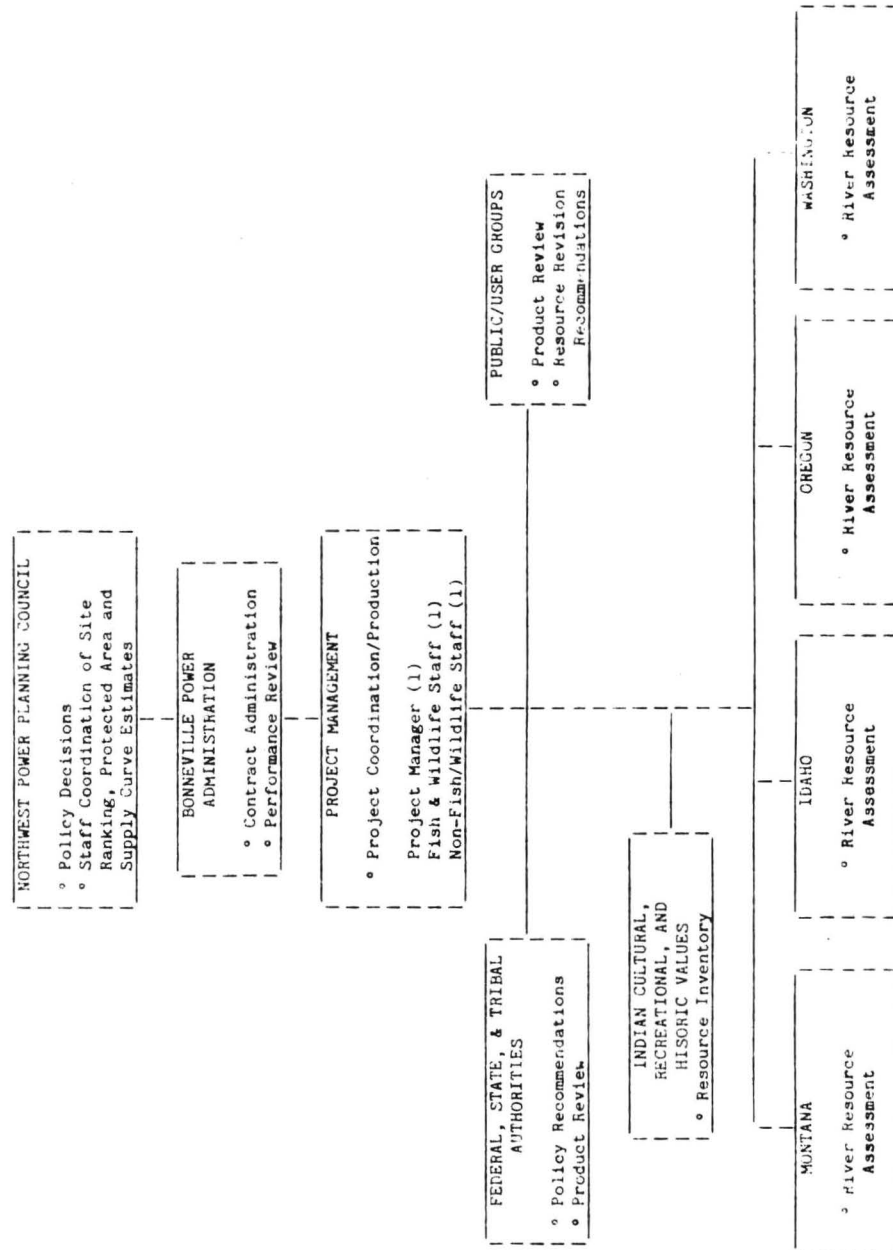 NORTHWEST POWER PLANNING COUNCIL
° Policy Decisions
° Staff Coordination of Site
Ranking, Protected Area and
Supply Curve Estimates
BONNEVILLE POWER
ADMINISTRATION
° Contract Administration
° Performance Review
PROJECT MANAGEMENT
° Project Coordination/Production
Project Manager (1)
Fish & Wildlife Staff (1)
Non-Fish/Wildlife Staff (1)
FEDERAL, STATE, & TRIBAL
AUTHORITIES
° Policy Recommendations
° Product Review
PUBLIC/USER GROUPS
° Product Review
° Resource Revision
Recommendations
INDIAN CULTURAL,
RECREATIONAL, AND
HISORIC VALUES
° Resource Inventory
MONTANA
° River Resource
Assessment
IDAHO
° River Resource
Assessment
OREGON
° River Resource
Assessment
WASHINGTON
° River Resource
Assessment